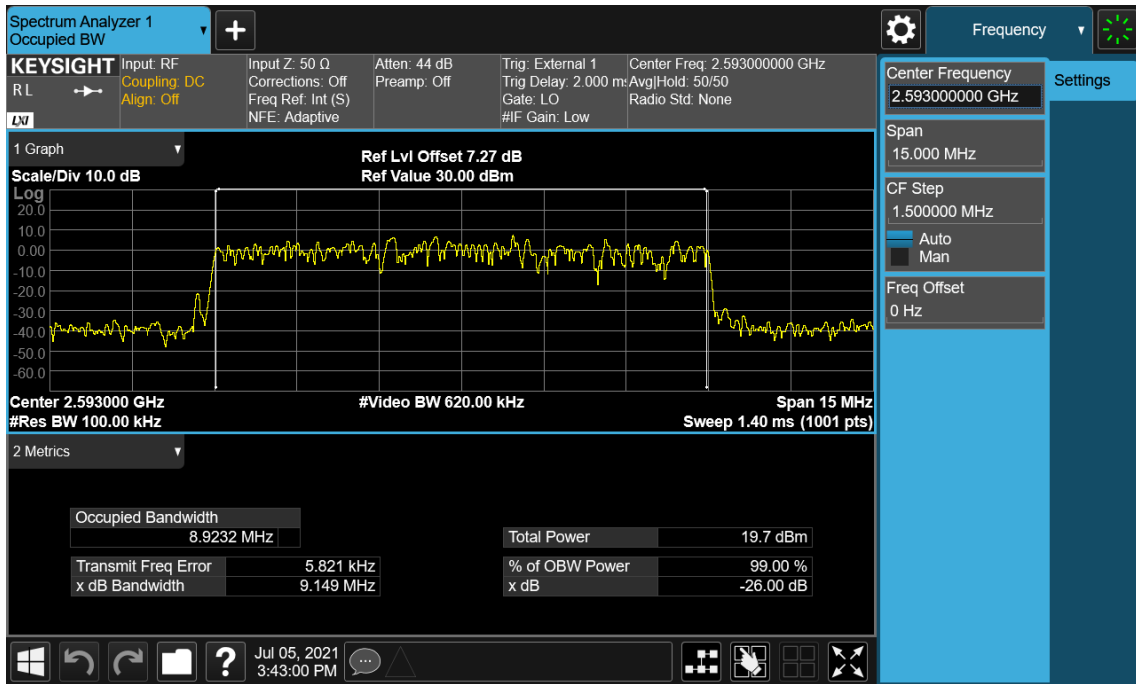 Spectrum Analyzer 1
Occupied BW
Frequency
KEYSIGHT
R L
LXI
Input: RF
Coupling: DC
Align: Off
Input Z: 50 Ω
Corrections: Off
Freq Ref: Int (S)
NFE: Adaptive
Atten: 44 dB
Preamp: Off
Trig: External 1
Trig Delay: 2.000 ms
Gate: LO
#IF Gain: Low
Center Freq: 2.593000000 GHz
Avg|Hold: 50/50
Radio Std: None
1 Graph
Scale/Div 10.0 dB
Ref Lvl Offset 7.27 dB
Ref Value 30.00 dBm
Log
20.0
10.0
0.00
-10.0
-20.0
-30.0
-40.0
-50.0
-60.0
Center 2.593000 GHz
#Video BW 620.00 kHz
Span 15 MHz
#Res BW 100.00 kHz
Sweep 1.40 ms (1001 pts)
2 Metrics
Occupied Bandwidth
8.9232 MHz
Total Power 19.7 dBm
Transmit Freq Error 5.821 kHz
% of OBW Power 99.00 %
x dB Bandwidth 9.149 MHz
x dB -26.00 dB
?
Jul 05, 2021
3:43:00 PM
Center Frequency
2.593000000 GHz
Settings
Span
15.000 MHz
CF Step
1.500000 MHz
Auto
Man
Freq Offset
0 Hz